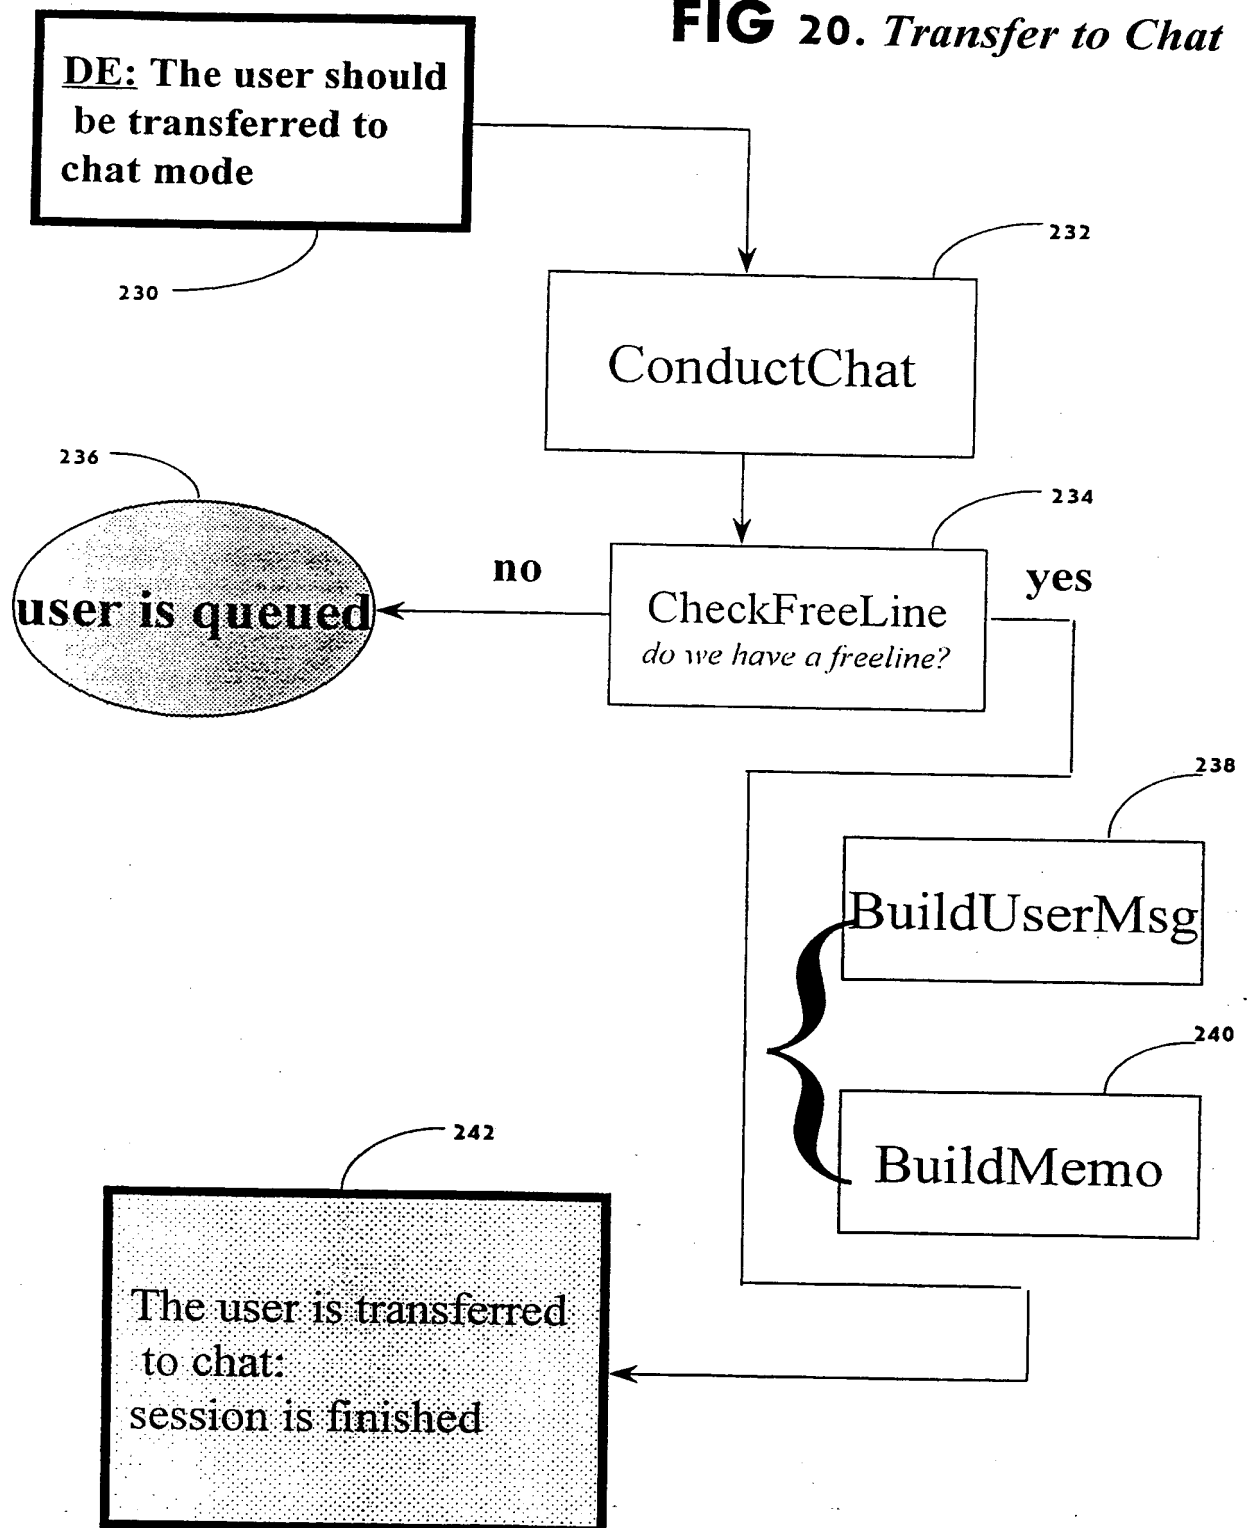 FIG 20. Transfer to Chat
DE: The user should
be transferred to
chat mode
230
232
ConductChat
236
234
no
yes
user is queued
CheckFreeLine
do we have a freeline?
238
BuildUserMsg
240
BuildMemo
242
The user is transferred
to chat:
session is finished